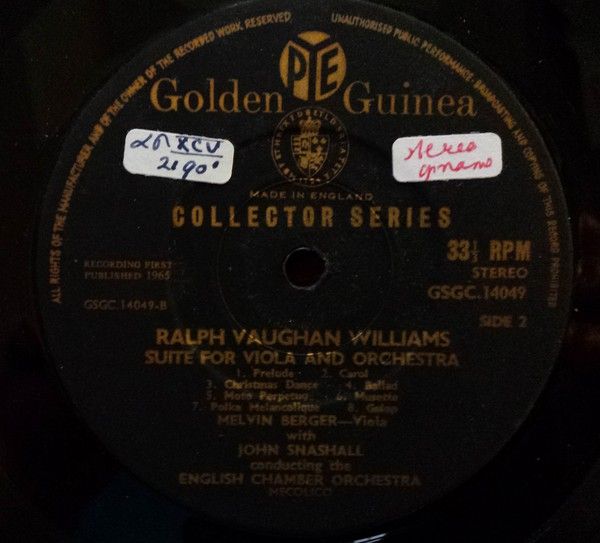 ALL RIGHTS OF THE MANUFACTURER AND OF THE OWNER OF THE RECORDED WORK RESERVED
UNAUTHORISED PUBLIC PERFORMANCE, BROADCASTING AND COPYING OF THIS RECORD PROHIBITED
PYE
Golden Guinea
XCV
2190
MADE IN ENGLAND
COLLECTOR SERIES
RECORDING FIRST
PUBLISHED 1965
33⅓ RPM
STEREO
GSGC.14049
GSGC.14049-B
SIDE 2
RALPH VAUGHAN WILLIAMS
SUITE FOR VIOLA AND ORCHESTRA
1. Prelude 2. Carol
3. Christmas Dance 4. Ballad
5. Moto Perpetuo 6. Musette
7. Polka Melancolique 8. Galop
MELVIN BERGER—Viola
with
JOHN SNASHALL
conducting the
ENGLISH CHAMBER ORCHESTRA
MECOLICO